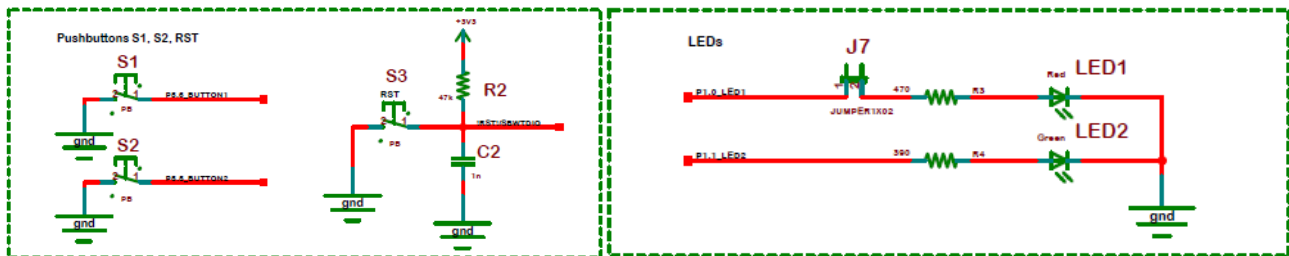 Pushbuttons S1, S2, RST
S1
2 1
PB
P5.6_BUTTON1
gnd
S2
2 1
PB
P5.5_BUTTON2
gnd
+3V3
R2
47k
S3
RST
2 1
PB
C2
1n
gnd
gnd
LEDs
J7
1 2
JUMPER1X02
P1.0_LED1
470
R3
Red
LED1
P1.1_LED2
390
R4
Green
LED2
gnd